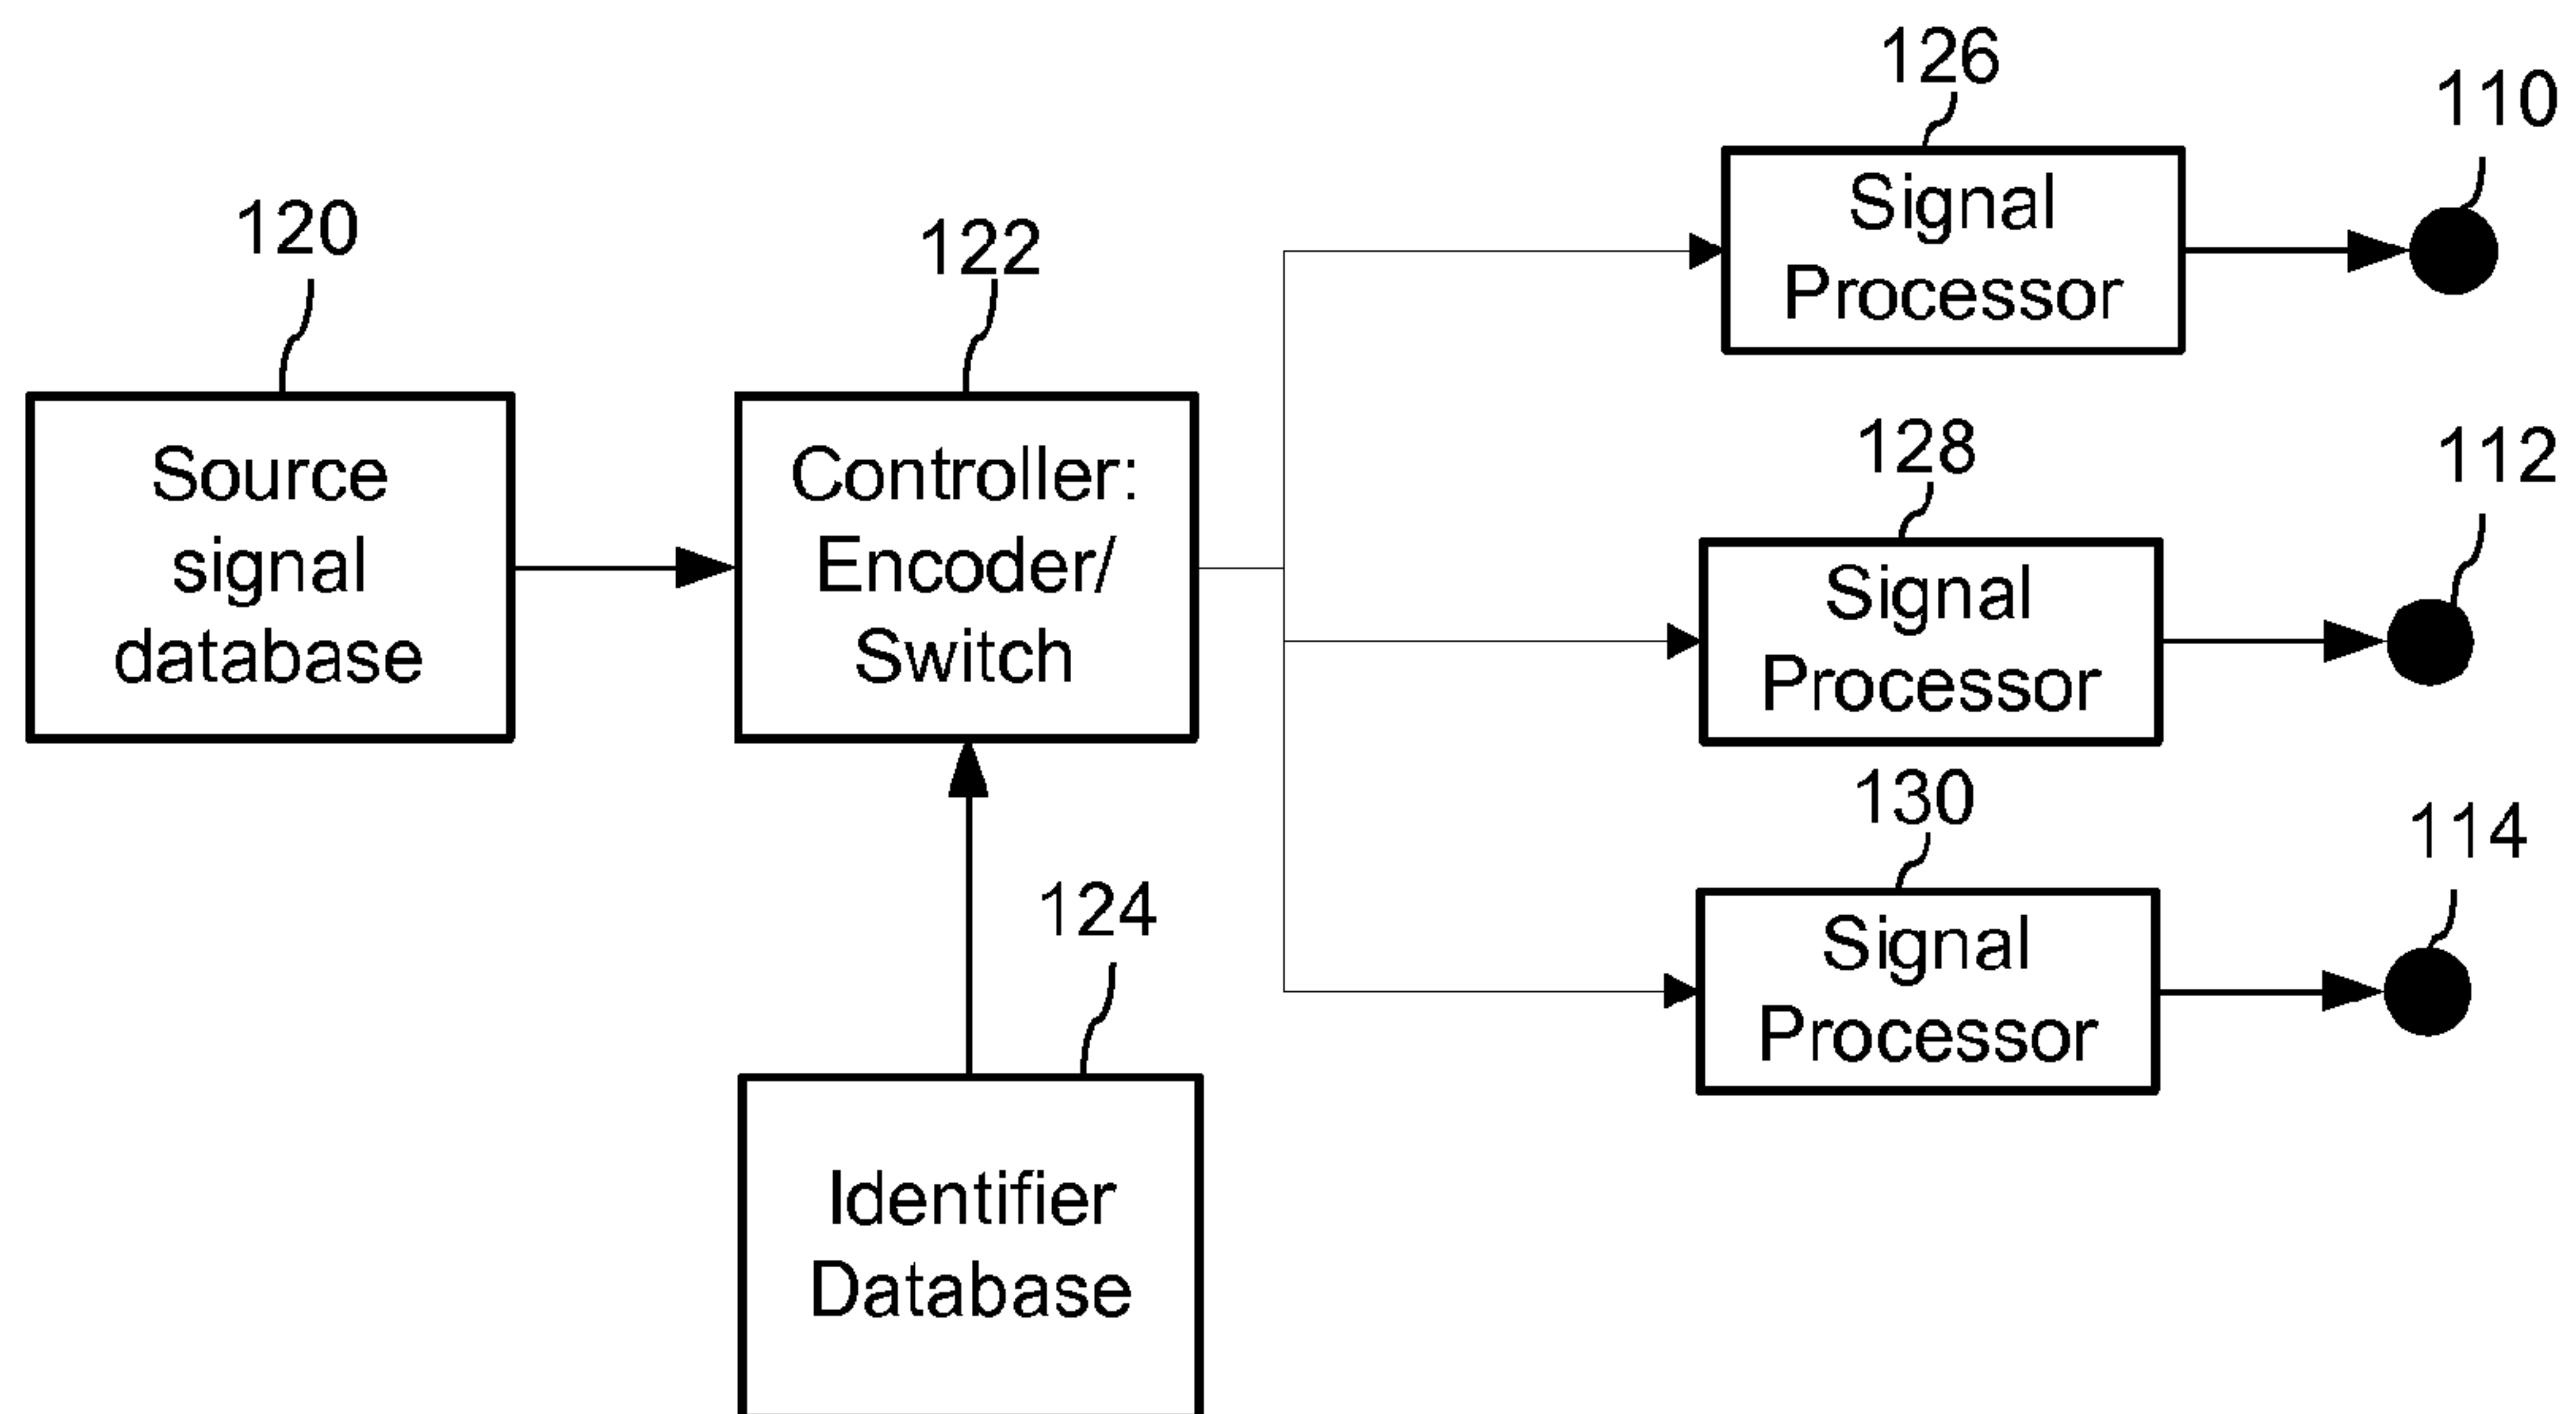 126
110
Signal
Processor
120
122
128
112
Source
signal
database
Controller:
Encoder/
Switch
Signal
Processor
130
114
124
Signal
Processor
Identifier
Database